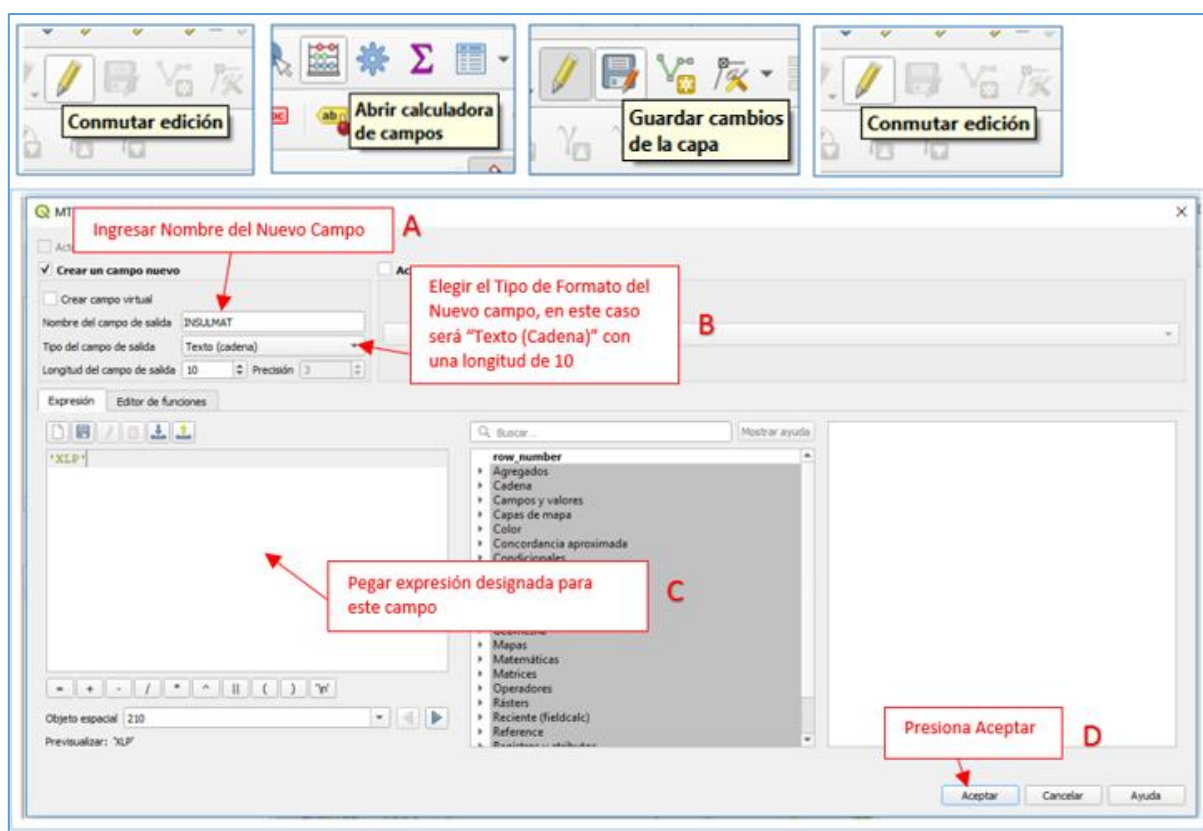 Conmutar edición
Abrir calculadora
de campos
Guardar cambios
de la capa
Conmutar edición
MT
Ingresar Nombre del Nuevo Campo
A
Crear un campo nuevo
Elegir el Tipo de Formato del
Nuevo campo, en este caso
será “Texto (Cadena)” con
una longitud de 10
B
Crear campo virtual
Nombre del campo de salida INSULMAT
Tipo del campo de salida Texto (cadena)
Longitud del campo de salida 10 Precisión 3
Expresión Editor de funciones
Buscar... Mostrar ayuda
'XLP'
row_number
Agregados
Cadena
Campos y valores
Capas de mapa
Color
Concordancia aproximada
Condicionales
Pegar expresión designada para
este campo
C
Geometría
Mapas
Matemáticas
Matrices
Operadores
Rásters
Reciente (fieldcalc)
Reference
Registros y atributos
= + - / * ^ || ( ) '\n'
Objeto espacial 210
Previsualizar: 'XLP'
Presiona Aceptar
D
Aceptar Cancelar Ayuda